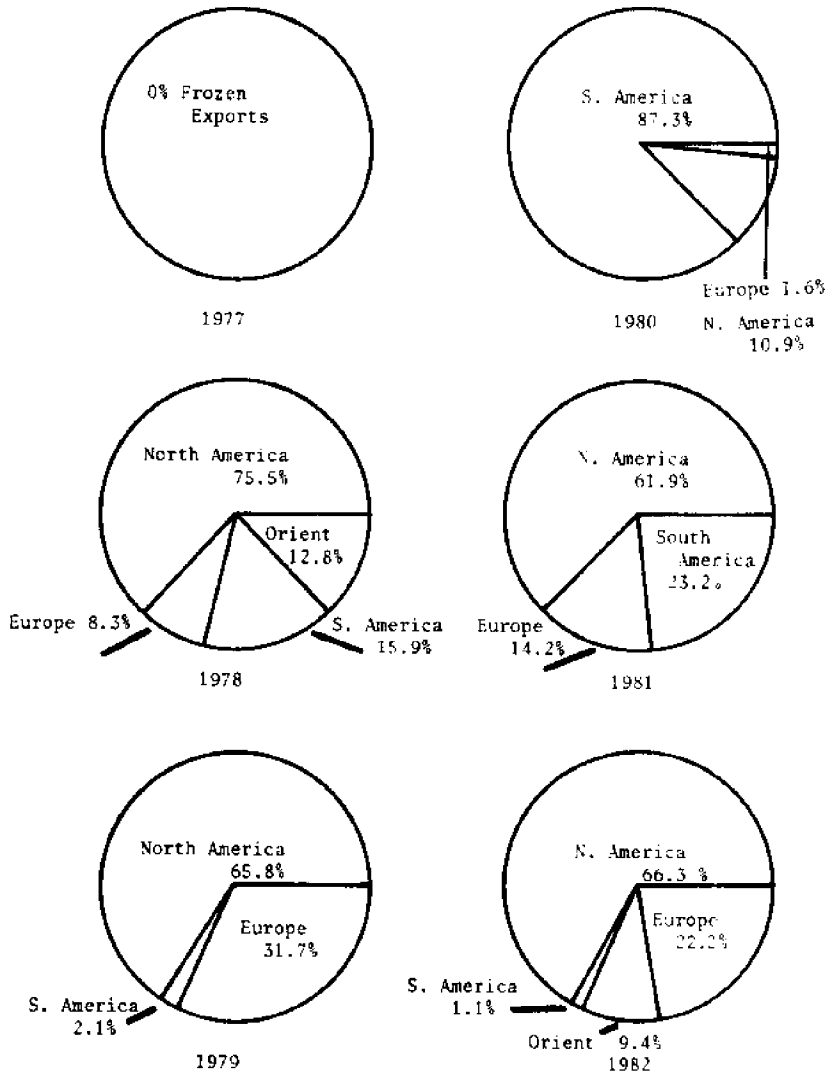 0% Frozen
Exports
1977
S. America
87.3%
Europe 1.6%
N. America
10.9%
1980
North America
75.5%
Orient
12.8%
Europe 8.3%
S. America
15.9%
1978
N. America
61.9%
South
America
23.2%
Europe
14.2%
1981
North America
65.8%
Europe
31.7%
S. America
2.1%
1979
N. America
66.3 %
Europe
22.2%
S. America
1.1%
Orient 9.4%
1982